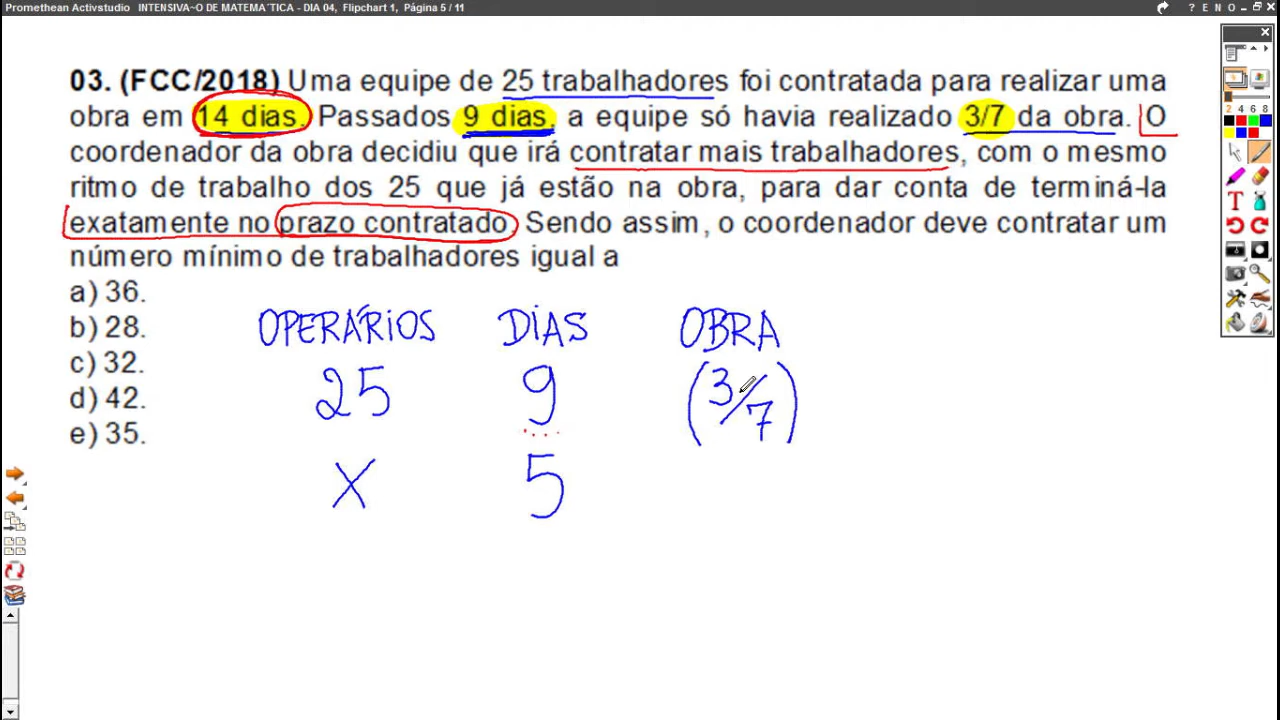 Promethean Activstudio INTENSIVA~O DE MATEMA´TICA - DIA 04, Flipchart 1, Página 5 / 11
? E N O
03. (FCC/2018) Uma equipe de 25 trabalhadores foi contratada para realizar uma
obra em 14 dias. Passados 9 dias, a equipe só havia realizado 3/7 da obra. O
coordenador da obra decidiu que irá contratar mais trabalhadores, com o mesmo
ritmo de trabalho dos 25 que já estão na obra, para dar conta de terminá-la
exatamente no prazo contratado. Sendo assim, o coordenador deve contratar um
número mínimo de trabalhadores igual a
a) 36.
b) 28.
c) 32.
d) 42.
e) 35.
OPERÁRIOS DIAS OBRA
25 9 (3/7)
X 5
2 4 6 8
T